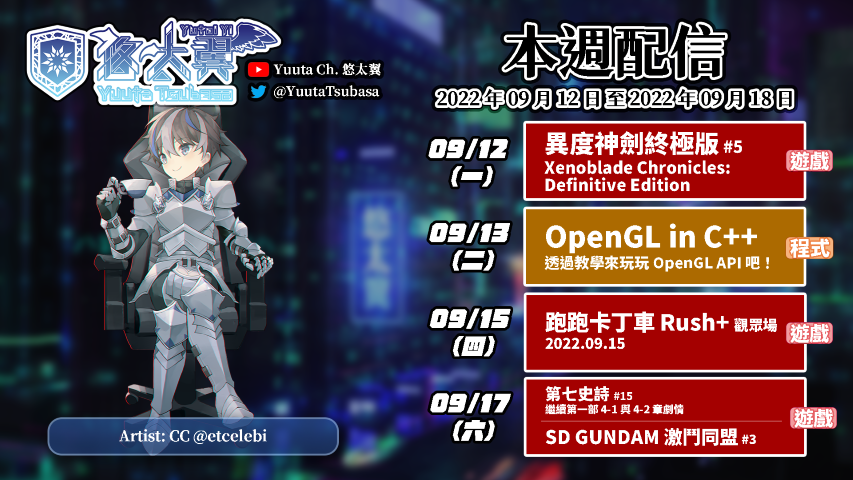 Yuutai Yi
悠太翼
Yuuta Tsubasa
Yuuta Ch. 悠太翼
@YuutaTsubasa
本週配信
2022年09月12日至2022年09月18日
09/12
(一)
異度神劍終極版 #5
Xenoblade Chronicles:
Definitive Edition
遊戲
09/13
(二)
OpenGL in C++
透過教學來玩玩 OpenGL API 吧!
程式
09/15
(四)
跑跑卡丁車 Rush+ 觀眾場
2022.09.15
遊戲
09/17
(六)
第七史詩 #15
繼續第一部 4-1 與 4-2 章劇情
SD GUNDAM 激鬥同盟 #3
遊戲
悠太翼
Artist: CC @etcelebi